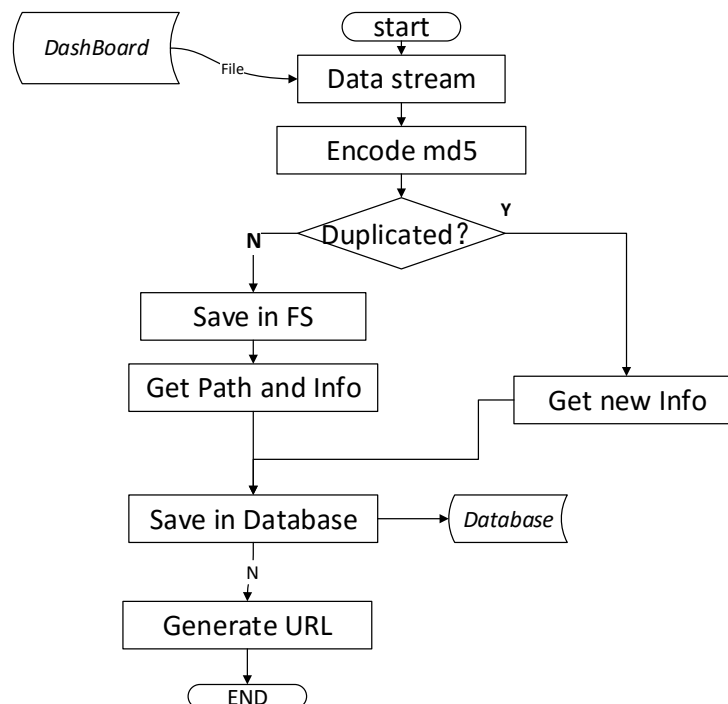 start
DashBoard
File
Data stream
Encode md5
Duplicated?
Y
N
Save in FS
Get Path and Info
Get new Info
Save in Database
Database
N
Generate URL
END